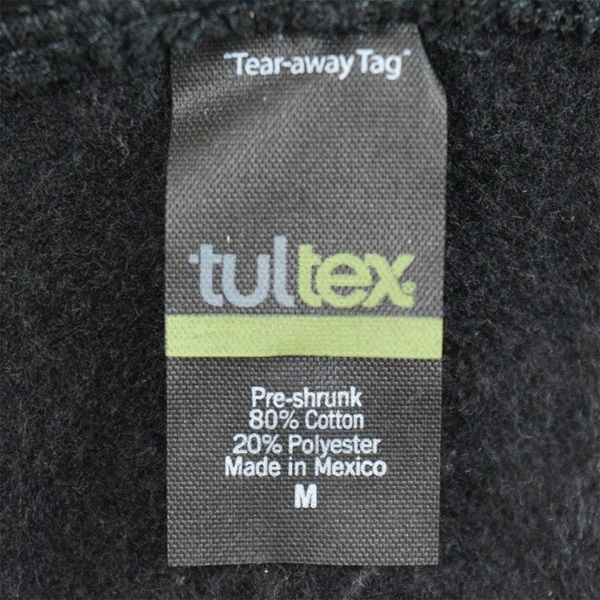 "Tear-away Tag"
tultex®
Pre-shrunk
80% Cotton
20% Polyester
Made in Mexico
M